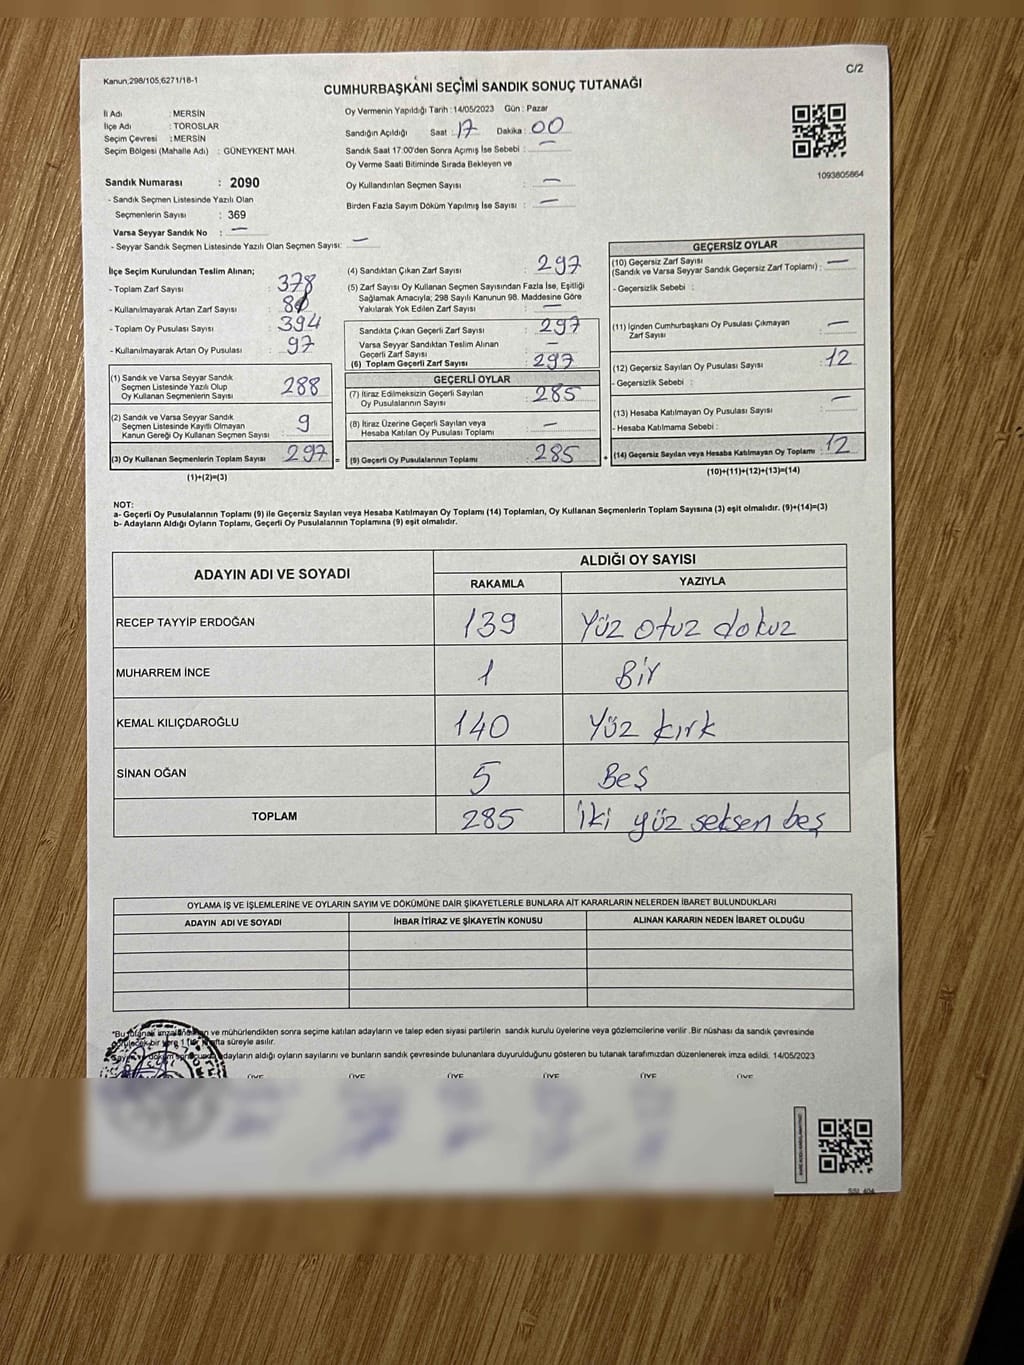 Kanun,298/105,6271/18-1
C/2
CUMHURBAŞKANI SEÇİMİ SANDIK SONUÇ TUTANAĞI
İl Adı : MERSİN
İlçe Adı : TOROSLAR
Seçim Çevresi : MERSİN
Seçim Bölgesi (Mahalle Adı) : GÜNEYKENT MAH.
Oy Vermenin Yapıldığı Tarih : 14/05/2023 Gün : Pazar
Sandığın Açıldığı Saat : 17 Dakika : 00
Sandık Saat 17:00'den Sonra Açımış İse Sebebi : —
Oy Verme Saati Bitiminde Sırada Bekleyen ve
Oy Kullandırılan Seçmen Sayısı : —
Birden Fazla Sayım Döküm Yapılmış İse Sayısı : —
1093805864
Sandık Numarası : 2090
- Sandık Seçmen Listesinde Yazılı Olan
Seçmenlerin Sayısı : 369
Varsa Seyyar Sandık No : —
- Seyyar Sandık Seçmen Listesinde Yazılı Olan Seçmen Sayısı: —
İlçe Seçim Kurulundan Teslim Alınan;
- Toplam Zarf Sayısı : 378
- Kullanılmayarak Artan Zarf Sayısı :
- Toplam Oy Pusulası Sayısı : 394
- Kullanılmayarak Artan Oy Pusulası : 97
(1) Sandık ve Varsa Seyyar Sandık
Seçmen Listesinde Yazılı Olup
Oy Kullanan Seçmenlerin Sayısı : 288
(2) Sandık ve Varsa Seyyar Sandık
Seçmen Listesinde Kayıtlı Olmayan
Kanun Gereği Oy Kullanan Seçmen Sayısı : 9
(3) Oy Kullanan Seçmenlerin Toplam Sayısı : 297 =
(1)+(2)=(3)
(4) Sandıktan Çıkan Zarf Sayısı : 297
(5) Zarf Sayısı Oy Kullanan Seçmen Sayısından Fazla İse, Eşitliği
Sağlamak Amacıyla; 298 Sayılı Kanunun 98. Maddesine Göre
Yakılarak Yok Edilen Zarf Sayısı : —
Sandıkta Çıkan Geçerli Zarf Sayısı : 297
Varsa Seyyar Sandıktan Teslim Alınan
Geçerli Zarf Sayısı : —
(6) Toplam Geçerli Zarf Sayısı : 297
GEÇERLİ OYLAR
(7) İtiraz Edilmeksizin Geçerli Sayılan
Oy Pusulalarının Sayısı : 285
(8) İtiraz Üzerine Geçerli Sayılan veya
Hesaba Katılan Oy Pusulası Toplamı : —
(9) Geçerli Oy Pusulalarının Toplamı : 285 +
GEÇERSİZ OYLAR
(10) Geçersiz Zarf Sayısı
(Sandık ve Varsa Seyyar Sandık Geçersiz Zarf Toplamı) : —
- Geçersizlik Sebebi :
(11) İçinden Cumhurbaşkanı Oy Pusulası Çıkmayan
Zarf Sayısı : —
(12) Geçersiz Sayılan Oy Pusulası Sayısı : 12
- Geçersizlik Sebebi :
(13) Hesaba Katılmayan Oy Pusulası Sayısı : —
- Hesaba Katılmama Sebebi :
(14) Geçersiz Sayılan veya Hesaba Katılmayan Oy Toplamı : 12
(10)+(11)+(12)+(13)=(14)
NOT:
a- Geçerli Oy Pusulalarının Toplamı (9) ile Geçersiz Sayılan veya Hesaba Katılmayan Oy Toplamı (14) Toplamları, Oy Kullanan Seçmenlerin Toplam Sayısına (3) eşit olmalıdır. (9)+(14)=(3)
b- Adayların Aldığı Oyların Toplamı, Geçerli Oy Pusulalarının Toplamına (9) eşit olmalıdır.
ADAYIN ADI VE SOYADI
ALDIĞI OY SAYISI
RAKAMLA YAZIYLA
RECEP TAYYİP ERDOĞAN 139 Yüz otuz dokuz
MUHARREM İNCE 1 Bir
KEMAL KILIÇDAROĞLU 140 Yüz kırk
SİNAN OĞAN 5 Beş
TOPLAM 285 iki yüz seksen beş
OYLAMA İŞ VE İŞLEMLERİNE VE OYLARIN SAYIM VE DÖKÜMÜNE DAİR ŞİKAYETLERLE BUNLARA AİT KARARLARIN NELERDEN İBARET BULUNDUKLARI
ADAYIN ADI VE SOYADI İHBAR İTİRAZ VE ŞİKAYETİN KONUSU ALINAN KARARIN NEDEN İBARET OLDUĞU
"Bu ve mühürlendikten sonra seçime katılan adayların ve talep eden siyasi partilerin sandık kurulu üyelerine veya gözlemcilerine verilir .Bir nüshası da sandık çevresinde
bir yere 1 hafta süreyle asılır.
adayların aldığı oyların sayılarını ve bunların sandık çevresinde bulunanlara duyurulduğunu gösteren bu tutanak tarafımızdan düzenlenerek imza edildi. 14/05/2023
ÜYE ÜYE ÜYE ÜYE ÜYE ÜYE